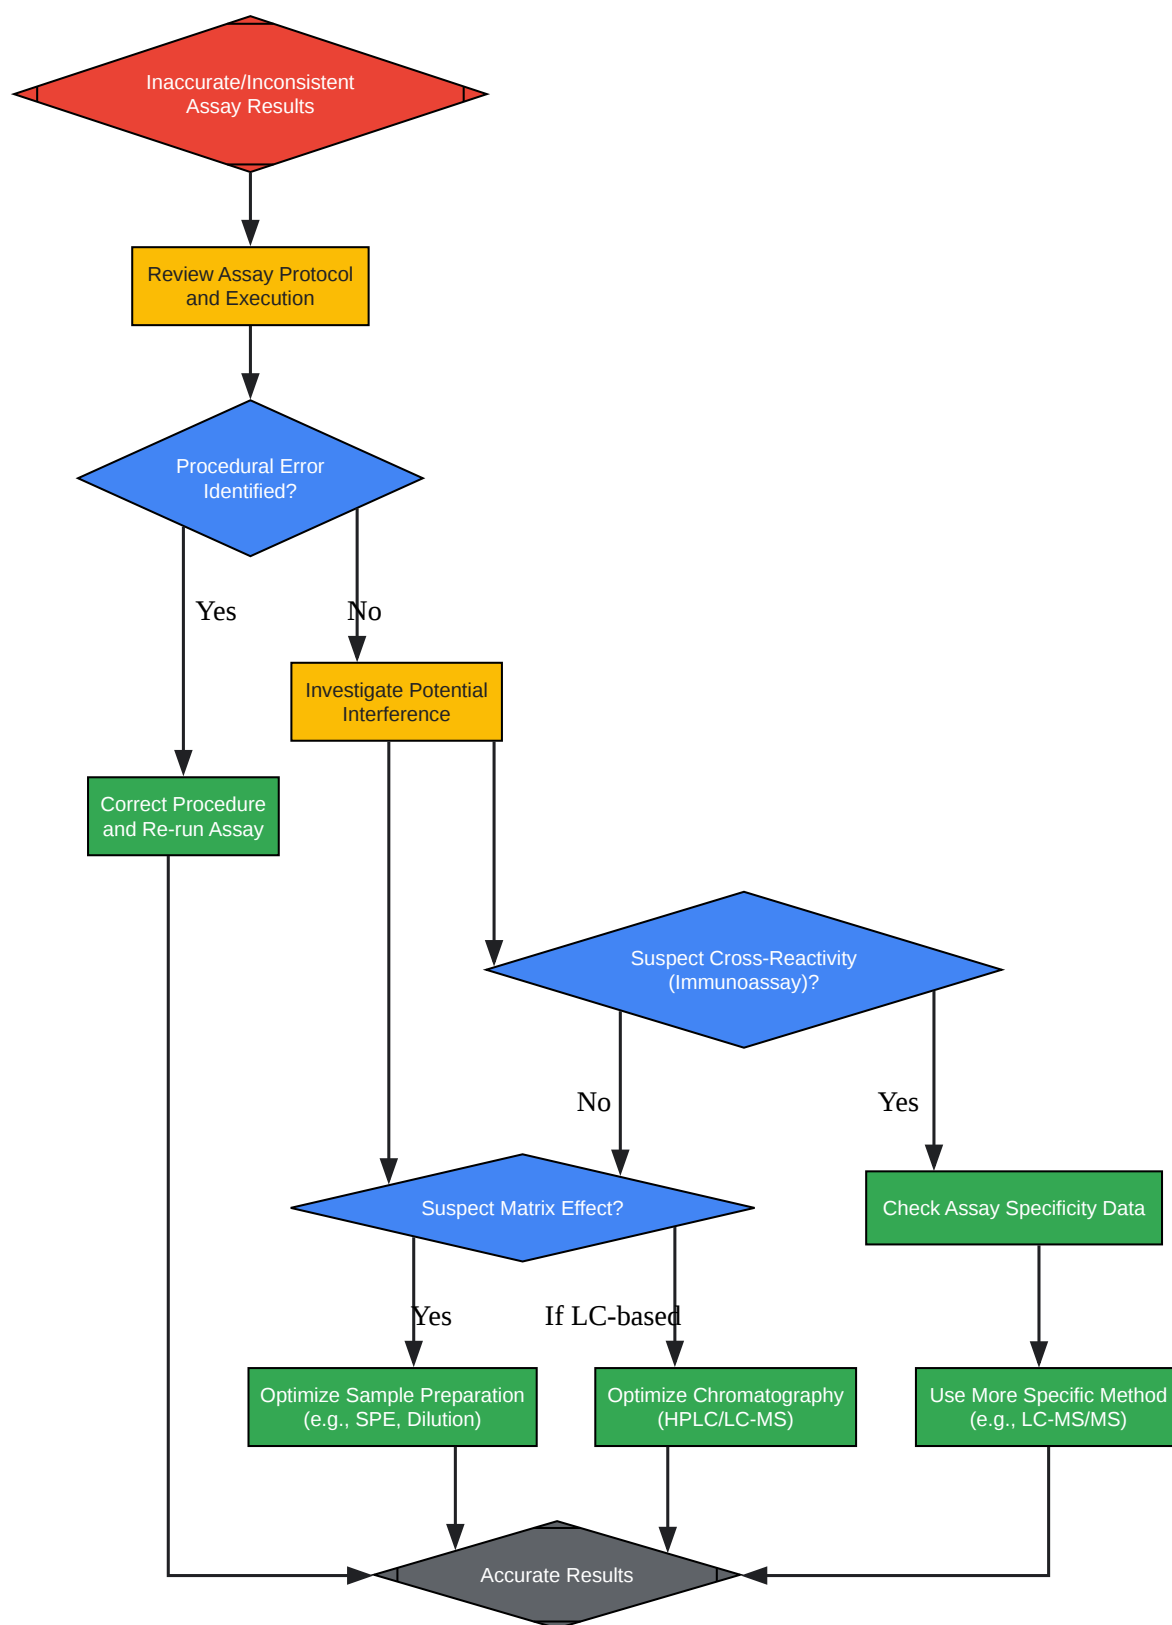 Inaccurate/Inconsistent
Assay Results
Review Assay Protocol
and Execution
Procedural Error
Identified?
Yes
No
Investigate Potential
Interference
Correct Procedure
and Re-run Assay
Suspect Cross-Reactivity
(Immunoassay)?
No
Yes
Suspect Matrix Effect?
Check Assay Specificity Data
Yes
If LC-based
Optimize Sample Preparation
(e.g., SPE, Dilution)
Optimize Chromatography
(HPLC/LC-MS)
Use More Specific Method
(e.g., LC-MS/MS)
Accurate Results